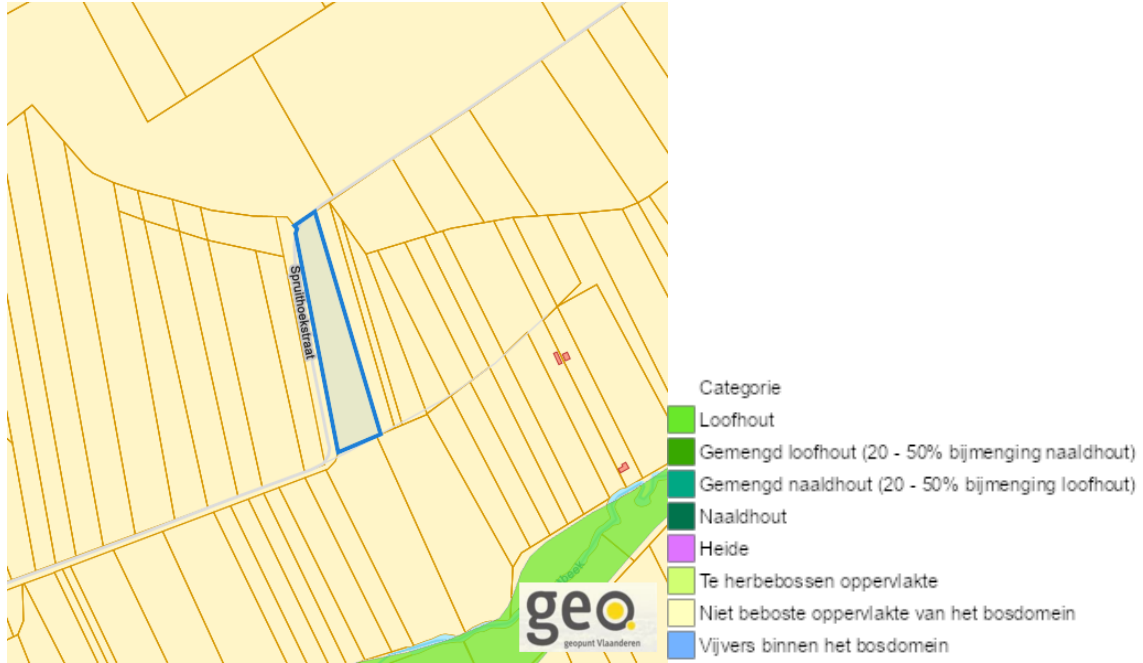 Spruithoekstraat
Categorie
Loofhout
Gemengd loofhout (20 - 50% bijmenging naaldhout)
Gemengd naaldhout (20 - 50% bijmenging loofhout)
Naaldhout
Heide
Te herbebossen oppervlakte
Niet beboste oppervlakte van het bosdomein
Vijvers binnen het bosdomein
geo.
geopunt Vlaanderen